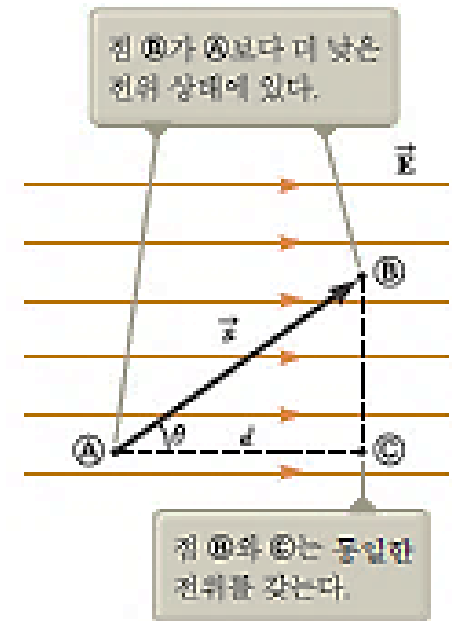 점 Ⓑ가 Ⓐ보다 더 낮은
전위 상태에 있다.
E
Ⓑ
s
Ⓐ
θ
d
Ⓒ
점 Ⓑ와 Ⓒ는 동일한
전위를 갖는다.